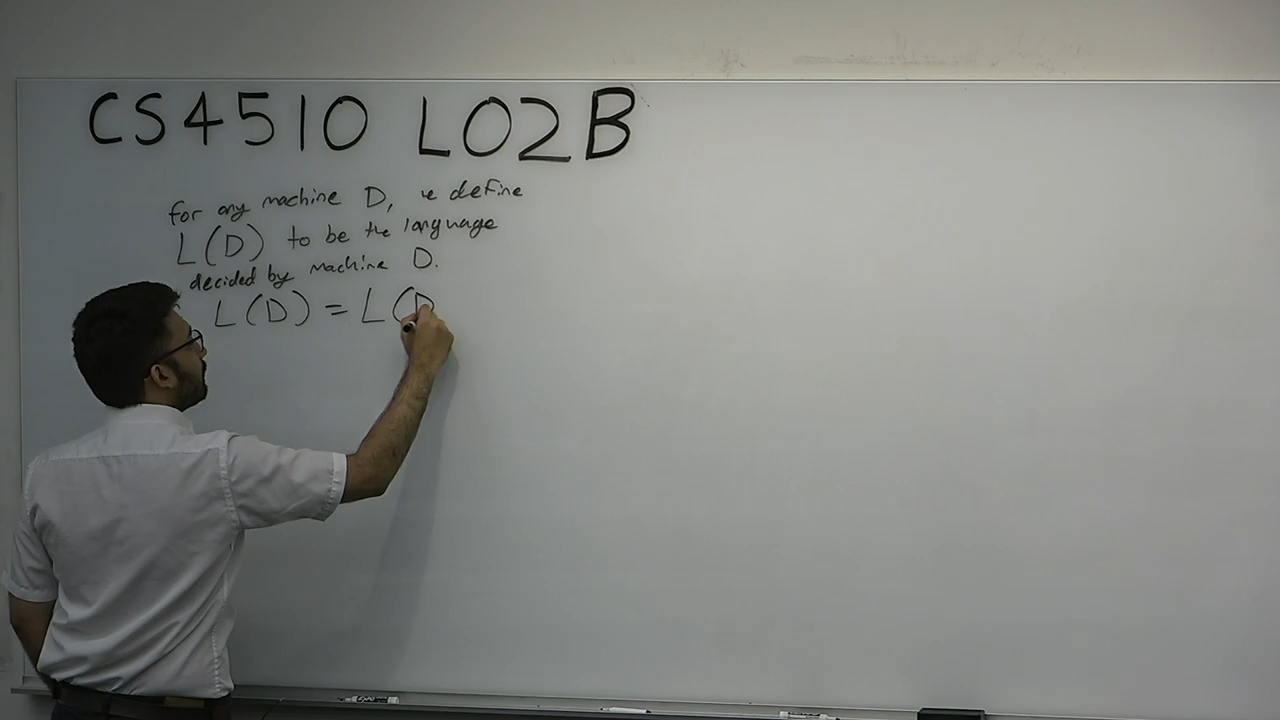 CS4510 L02B
for any machine D, we define
L(D) to be the language
decided by machine D.
L(D) = L(D